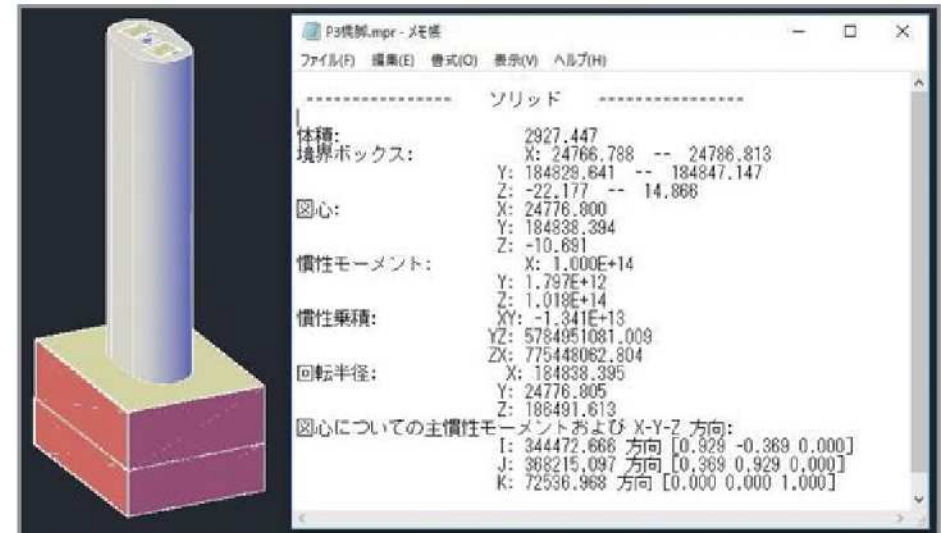 P3橋脚.mpr - メモ帳
ファイル(F) 編集(E) 書式(O) 表示(V) ヘルプ(H)
---------------- ソリッド ----------------
体積: 2927.447
境界ボックス: X: 24766.788 -- 24786.813
Y: 184829.641 -- 184847.147
Z: -22.177 -- 14.866
図心: X: 24776.800
Y: 184838.394
Z: -10.691
慣性モーメント: X: 1.000E+14
Y: 1.797E+12
Z: 1.018E+14
慣性乗積: XY: -1.341E+13
YZ: 5784951081.009
ZX: 775448062.804
回転半径: X: 184838.395
Y: 24776.805
Z: 186491.613
図心についての主慣性モーメントおよび X-Y-Z 方向:
I: 344472.666 方向 [0.929 -0.369 0.000]
J: 368215.097 方向 [0.369 0.929 0.000]
K: 72536.968 方向 [0.000 0.000 1.000]